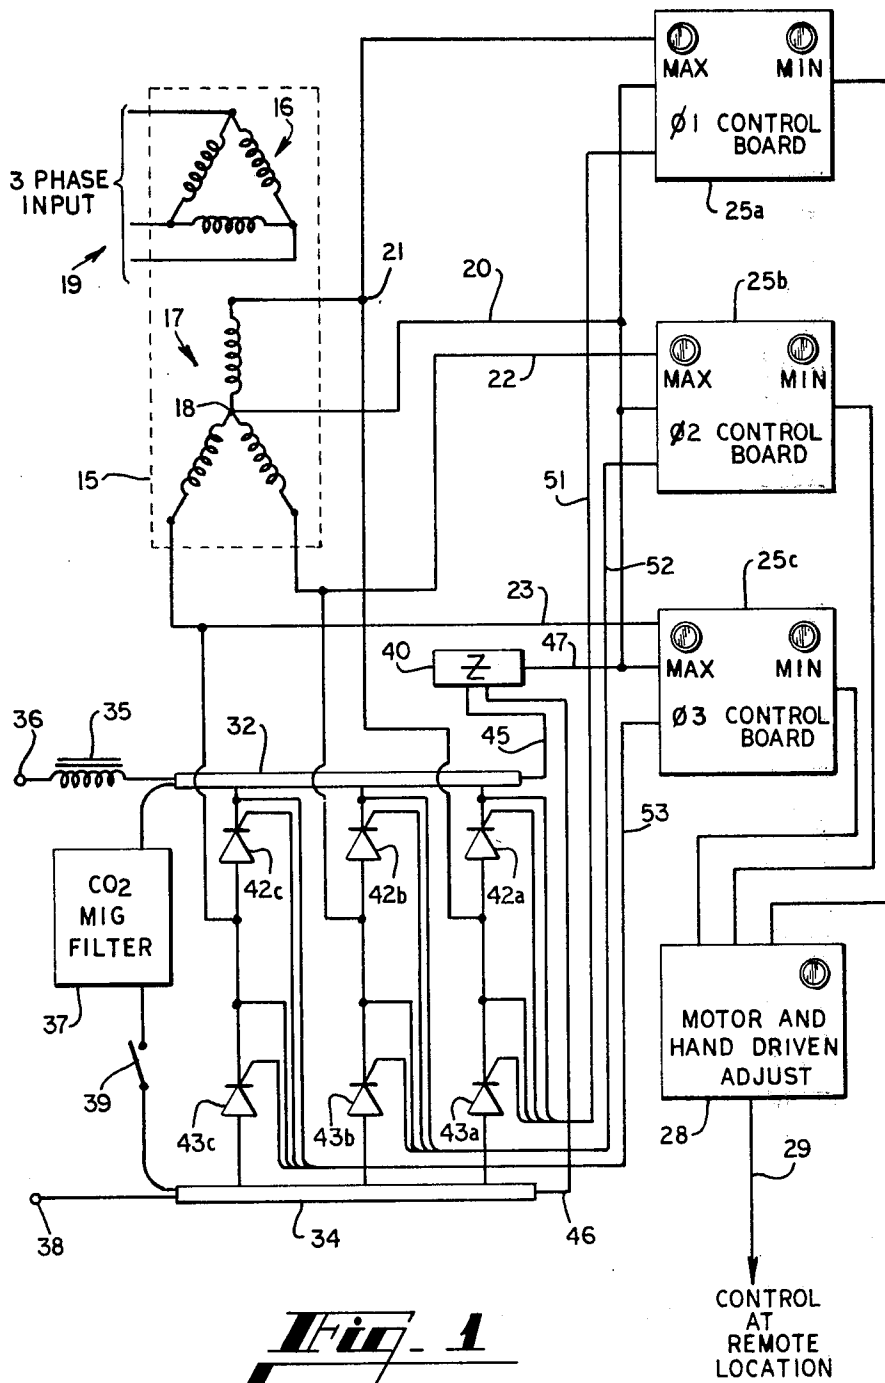 MAX MIN
Ø1 CONTROL
BOARD
25a
16
3 PHASE
INPUT
19
21
20
25b
17
22
MAX MIN
18
Ø2 CONTROL
BOARD
15
51
52
25c
23
40
Z
47
MAX MIN
36
35
32
45
Ø3 CONTROL
BOARD
53
42c
42b
42a
CO2
MIG
FILTER
37
MOTOR AND
HAND DRIVEN
ADJUST
39
43c
43b
43a
28
29
38
34
46
CONTROL
AT
REMOTE
LOCATION
Fig. 1